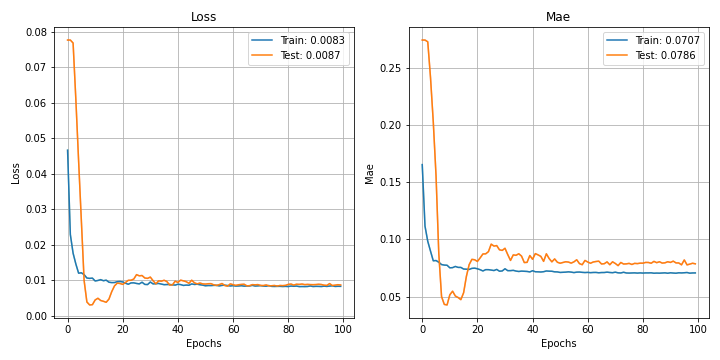 Loss
Train: 0.0083
Test: 0.0087
0.08
0.07
0.06
0.05
0.04
0.03
0.02
0.01
0.00
Loss
0
20
40
60
80
100
Epochs
Mae
Train: 0.0707
Test: 0.0786
0.25
0.20
0.15
0.10
0.05
Mae
0
20
40
60
80
100
Epochs